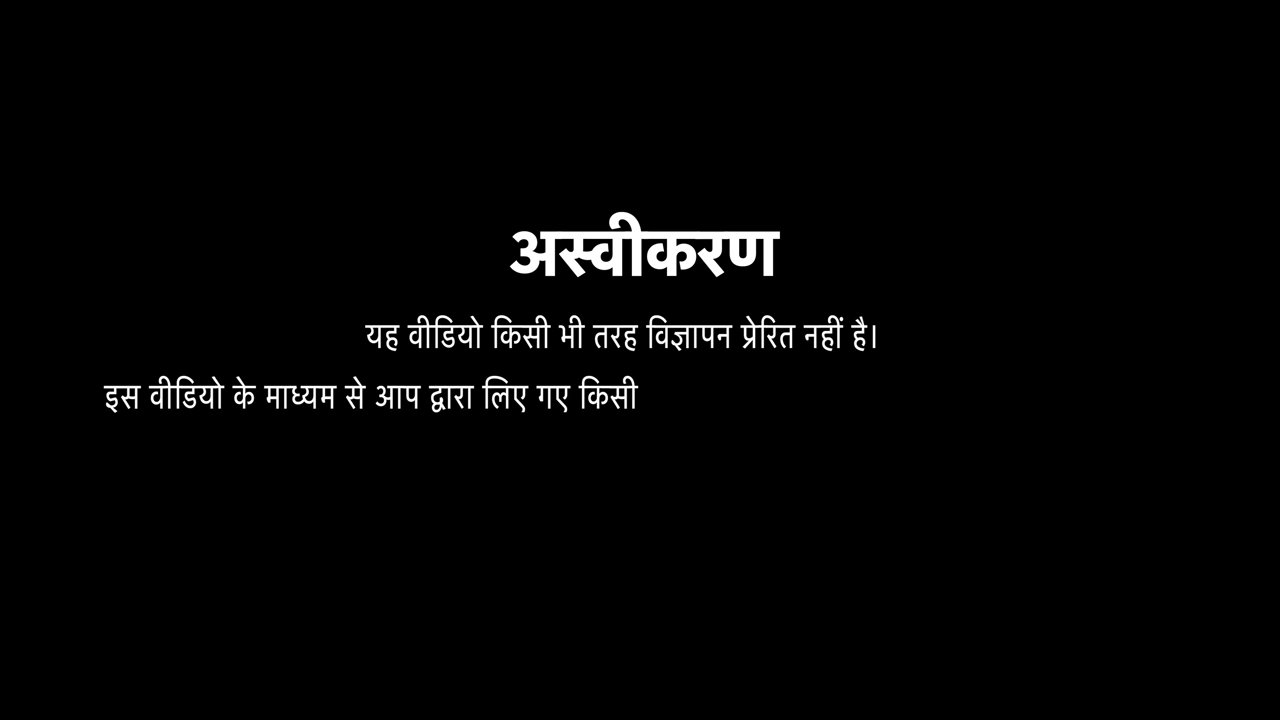 अस्वीकरण
यह वीडियो किसी भी तरह विज्ञापन प्रेरित नहीं है।
इस वीडियो के माध्यम से आप द्वारा लिए गए किसी